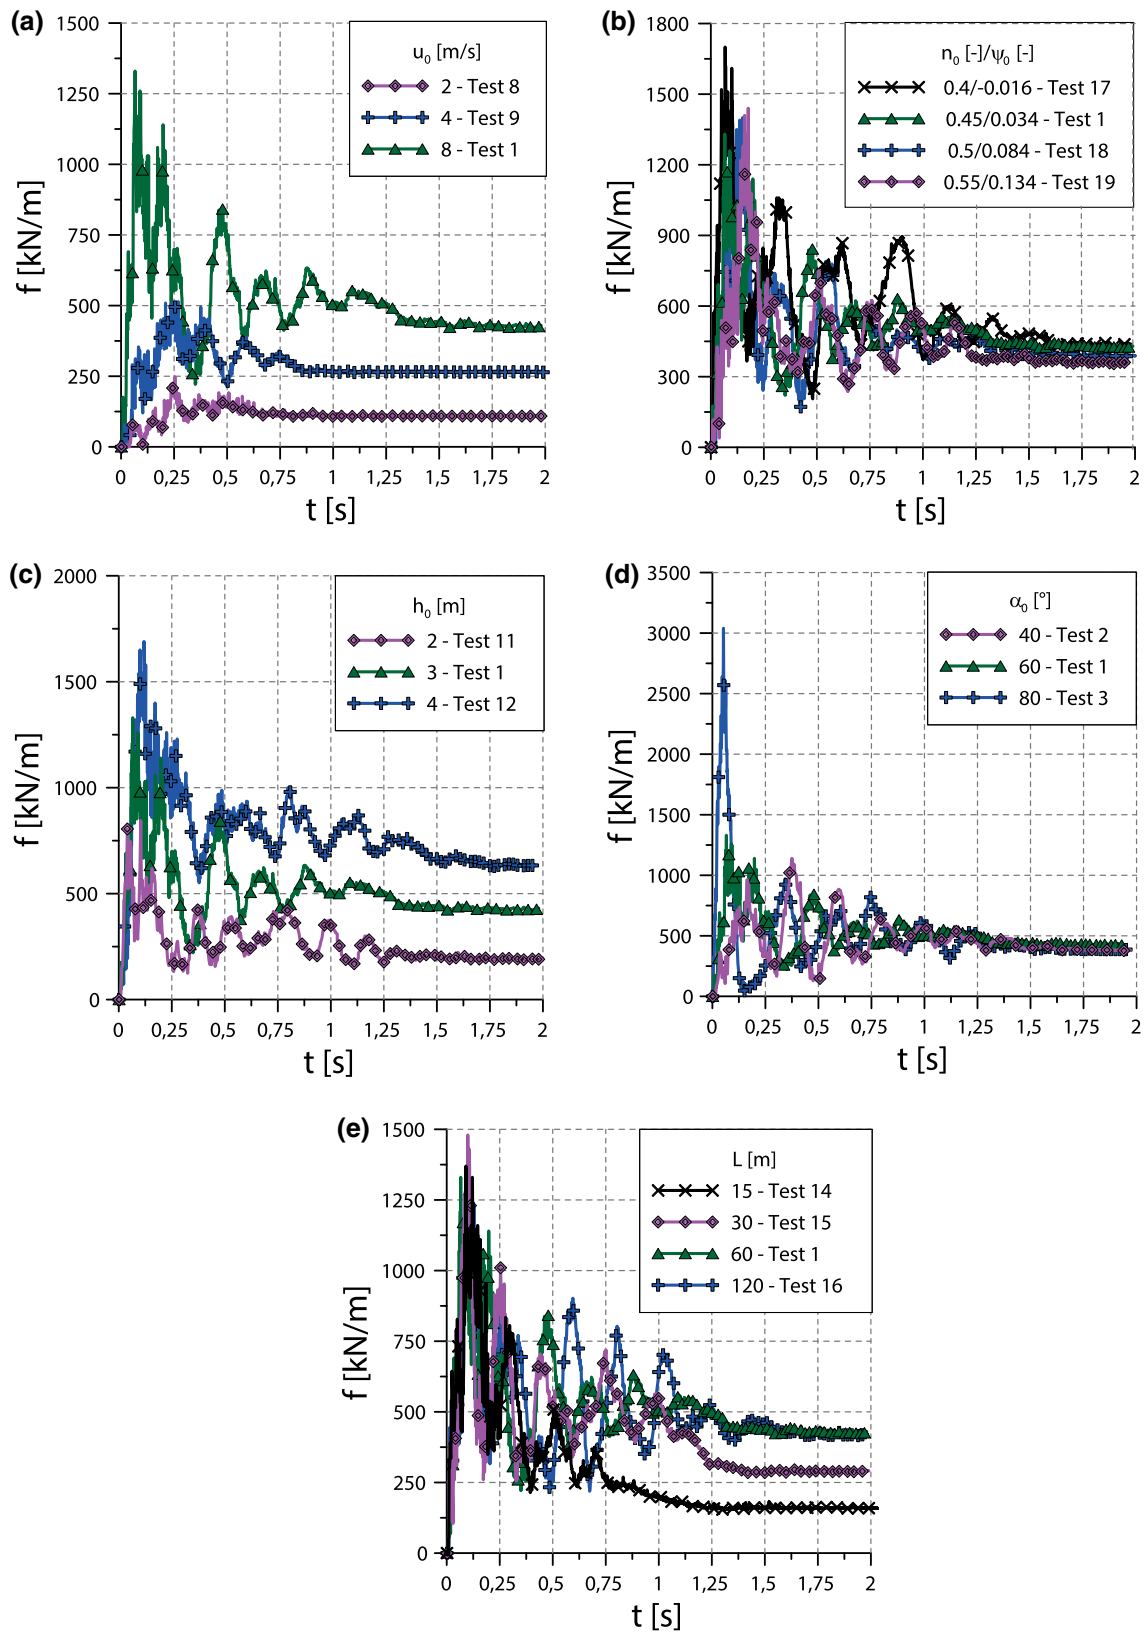 (a)
1500
1250
1000
750
500
250
0
f [kN/m]
0 0,25 0,5 0,75 1 1,25 1,5 1,75 2
t [s]
u₀ [m/s]
2 - Test 8
4 - Test 9
8 - Test 1
(b)
1800
1500
1200
900
600
300
0
f [kN/m]
0 0,25 0,5 0,75 1 1,25 1,5 1,75 2
t [s]
n₀ [-]/ψ₀ [-]
0.4/-0.016 - Test 17
0.45/0.034 - Test 1
0.5/0.084 - Test 18
0.55/0.134 - Test 19
(c)
2000
1500
1000
500
0
f [kN/m]
0 0,25 0,5 0,75 1 1,25 1,5 1,75 2
t [s]
h₀ [m]
2 - Test 11
3 - Test 1
4 - Test 12
(d)
3500
3000
2500
2000
1500
1000
500
0
f [kN/m]
0 0,25 0,5 0,75 1 1,25 1,5 1,75 2
t [s]
α₀ [°]
40 - Test 2
60 - Test 1
80 - Test 3
(e)
1500
1250
1000
750
500
250
0
f [kN/m]
0 0,25 0,5 0,75 1 1,25 1,5 1,75 2
t [s]
L [m]
15 - Test 14
30 - Test 15
60 - Test 1
120 - Test 16